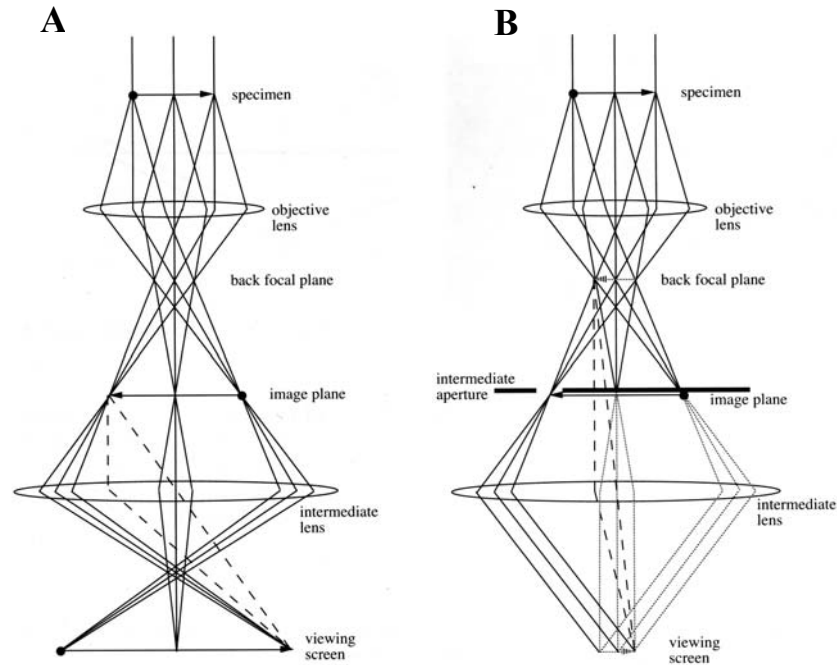 A
specimen
objective
lens
back focal plane
image plane
intermediate
lens
viewing
screen
B
specimen
objective
lens
back focal plane
intermediate
aperture
image plane
intermediate
lens
viewing
screen